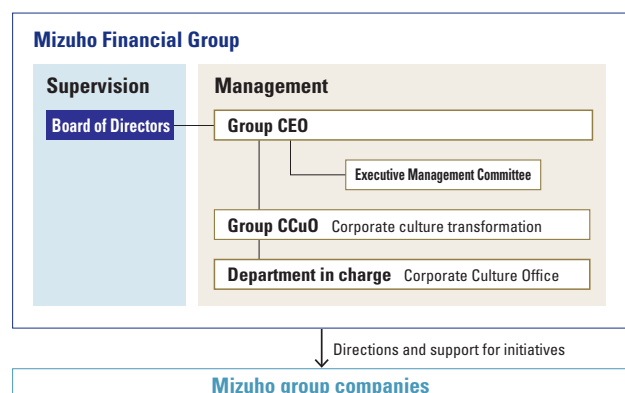 Mizuho Financial Group
Supervision
Board of Directors
Management
Group CEO
Executive Management Committee
Group CCuO Corporate culture transformation
Department in charge Corporate Culture Office
Directions and support for initiatives
Mizuho group companies